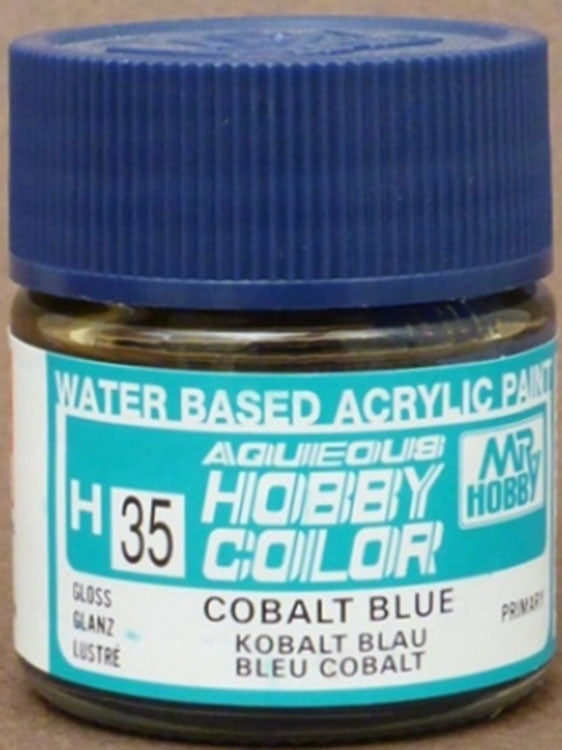 WATER BASED ACRYLIC PAINT
AQUEOUS
HOBBY
COLOR
MR
HOBBY
H 35
GLOSS
GLANZ
LUSTRÉ
COBALT BLUE
KOBALT BLAU
BLEU COBALT
PRIMARY